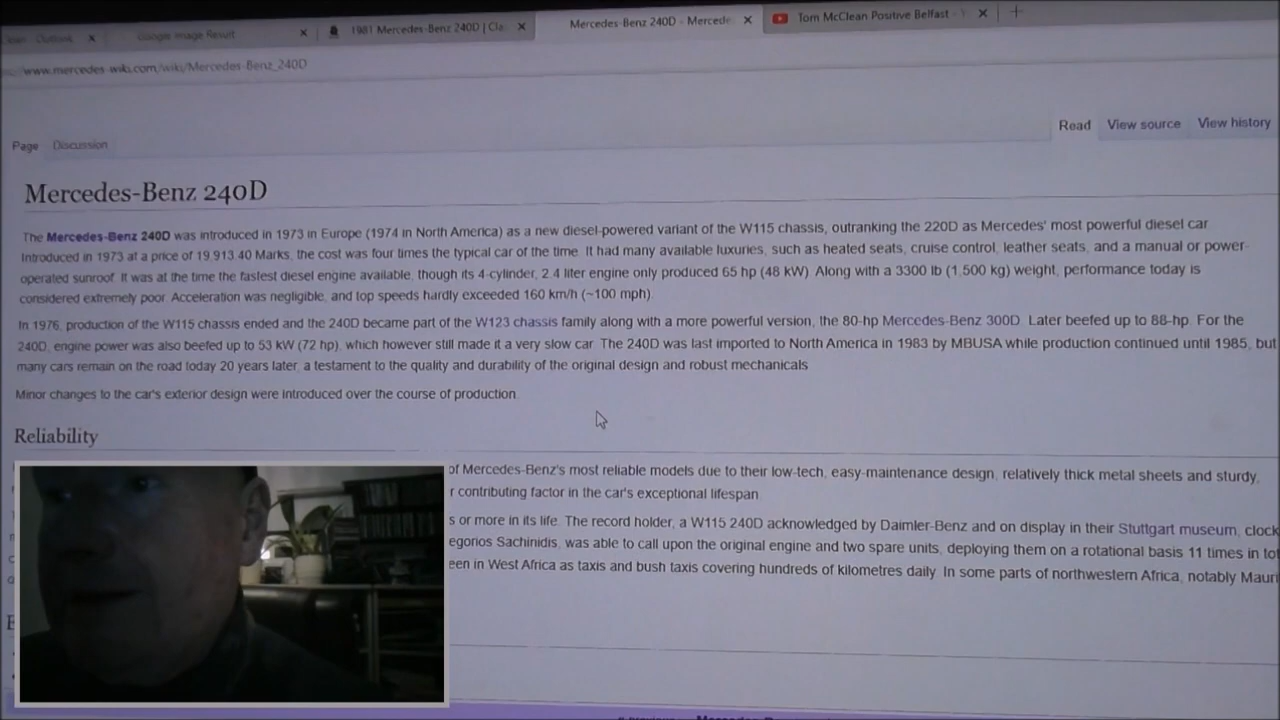 Outlook
Google Image Result
1981 Mercedes-Benz 240D | Cla
Mercedes-Benz 240D - Mercede
Tom McClean Positive Belfast -
www.mercedes-wiki.com/wiki/Mercedes-Benz_240D
Read View source View history
Page Discussion
Mercedes-Benz 240D
The Mercedes-Benz 240D was introduced in 1973 in Europe (1974 in North America) as a new diesel-powered variant of the W115 chassis, outranking the 220D as Mercedes' most powerful diesel car
Introduced in 1973 at a price of 19,913.40 Marks, the cost was four times the typical car of the time. It had many available luxuries, such as heated seats, cruise control, leather seats, and a manual or power-
operated sunroof. It was at the time the fastest diesel engine available, though its 4-cylinder, 2.4 liter engine only produced 65 hp (48 kW). Along with a 3300 lb (1,500 kg) weight, performance today is
considered extremely poor. Acceleration was negligible, and top speeds hardly exceeded 160 km/h (~100 mph).
In 1976, production of the W115 chassis ended and the 240D became part of the W123 chassis family along with a more powerful version, the 80-hp Mercedes-Benz 300D. Later beefed up to 88-hp. For the
240D, engine power was also beefed up to 53 kW (72 hp), which however still made it a very slow car. The 240D was last imported to North America in 1983 by MBUSA while production continued until 1985, but
many cars remain on the road today 20 years later, a testament to the quality and durability of the original design and robust mechanicals
Minor changes to the car's exterior design were introduced over the course of production.
Reliability
of Mercedes-Benz's most reliable models due to their low-tech, easy-maintenance design, relatively thick metal sheets and sturdy,
r contributing factor in the car's exceptional lifespan.
s or more in its life. The record holder, a W115 240D acknowledged by Daimler-Benz and on display in their Stuttgart museum, clock
egorios Sachinidis, was able to call upon the original engine and two spare units, deploying them on a rotational basis 11 times in tot
een in West Africa as taxis and bush taxis covering hundreds of kilometres daily. In some parts of northwestern Africa, notably Mauri
E